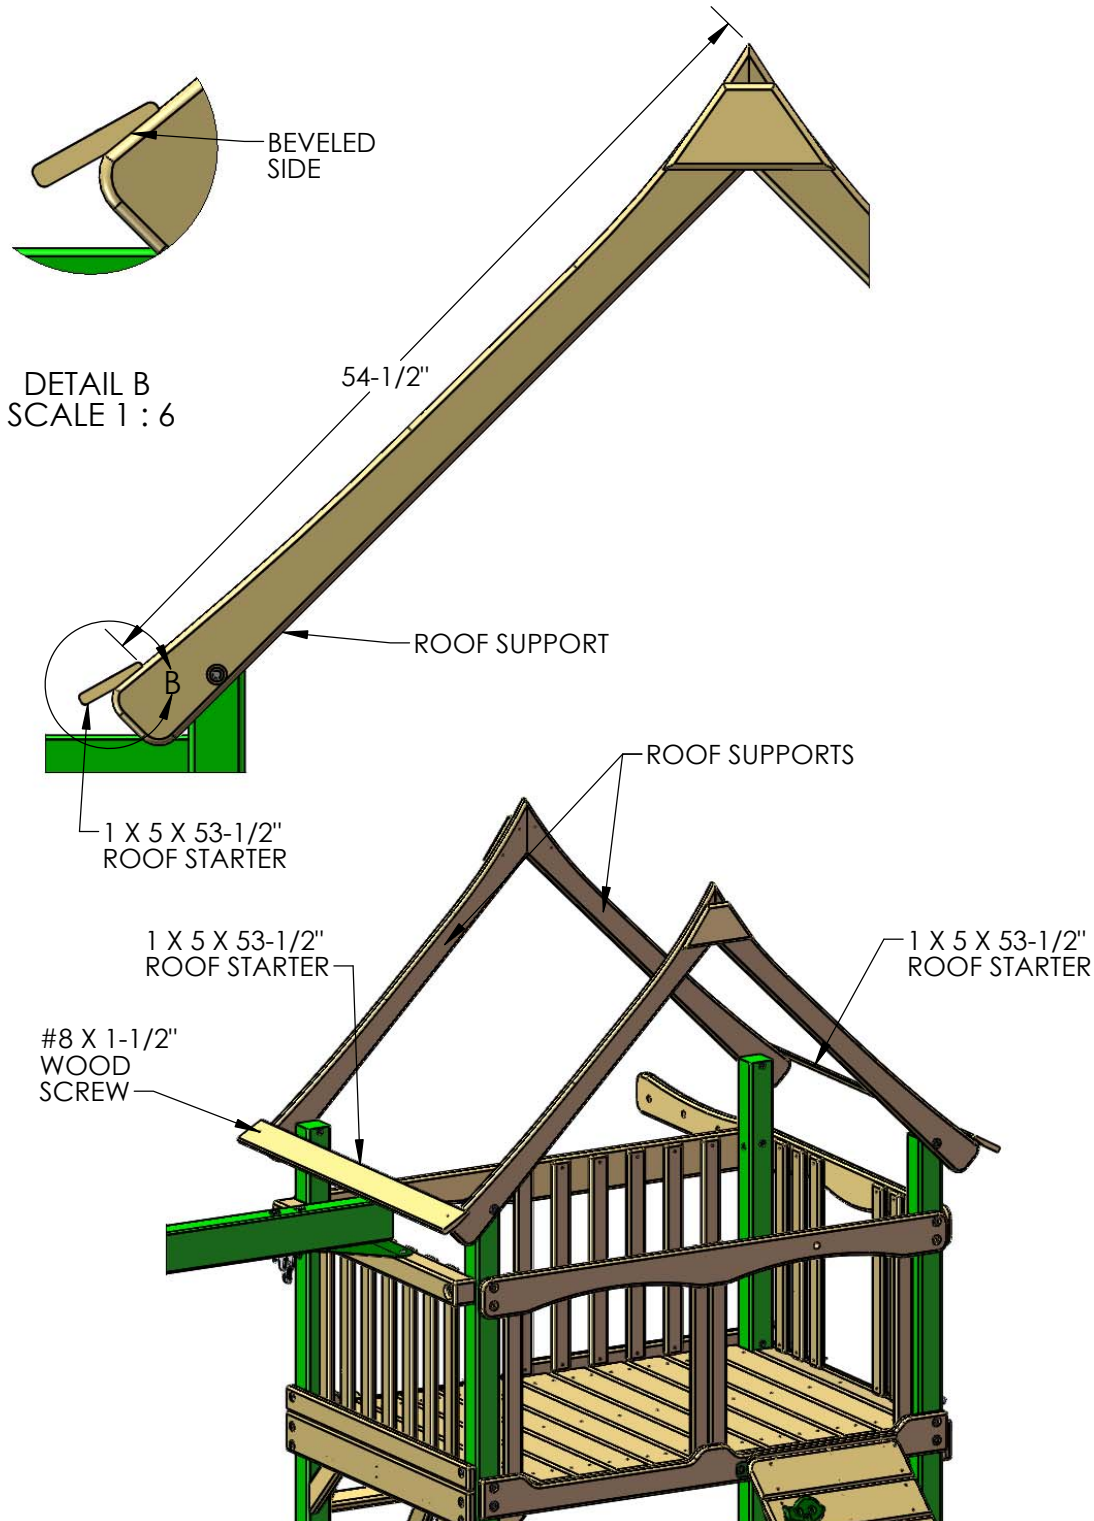 BEVELED
SIDE
DETAIL B
SCALE 1 : 6
54-1/2"
ROOF SUPPORT
B
1 X 5 X 53-1/2"
ROOF STARTER
ROOF SUPPORTS
1 X 5 X 53-1/2"
ROOF STARTER
1 X 5 X 53-1/2"
ROOF STARTER
#8 X 1-1/2"
WOOD
SCREW